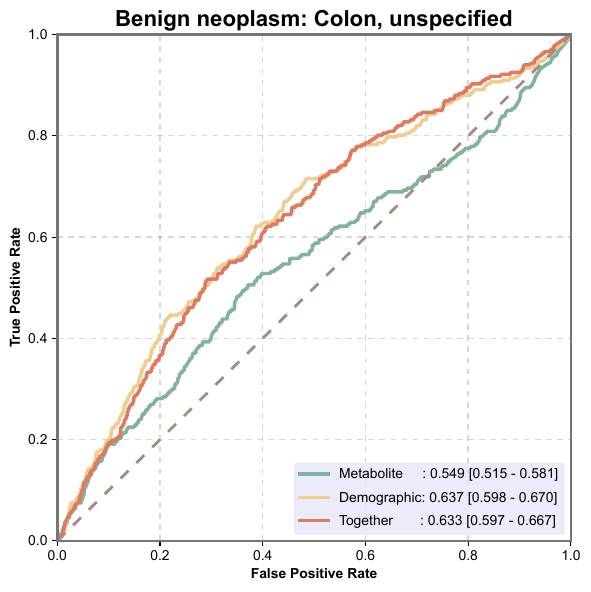 Benign neoplasm: Colon, unspecified
1.0
0.8
0.6
0.4
0.2
0.0
True Positive Rate
Metabolite : 0.549 [0.515 - 0.581]
Demographic: 0.637 [0.598 - 0.670]
Together : 0.633 [0.597 - 0.667]
0.0 0.2 0.4 0.6 0.8 1.0
False Positive Rate